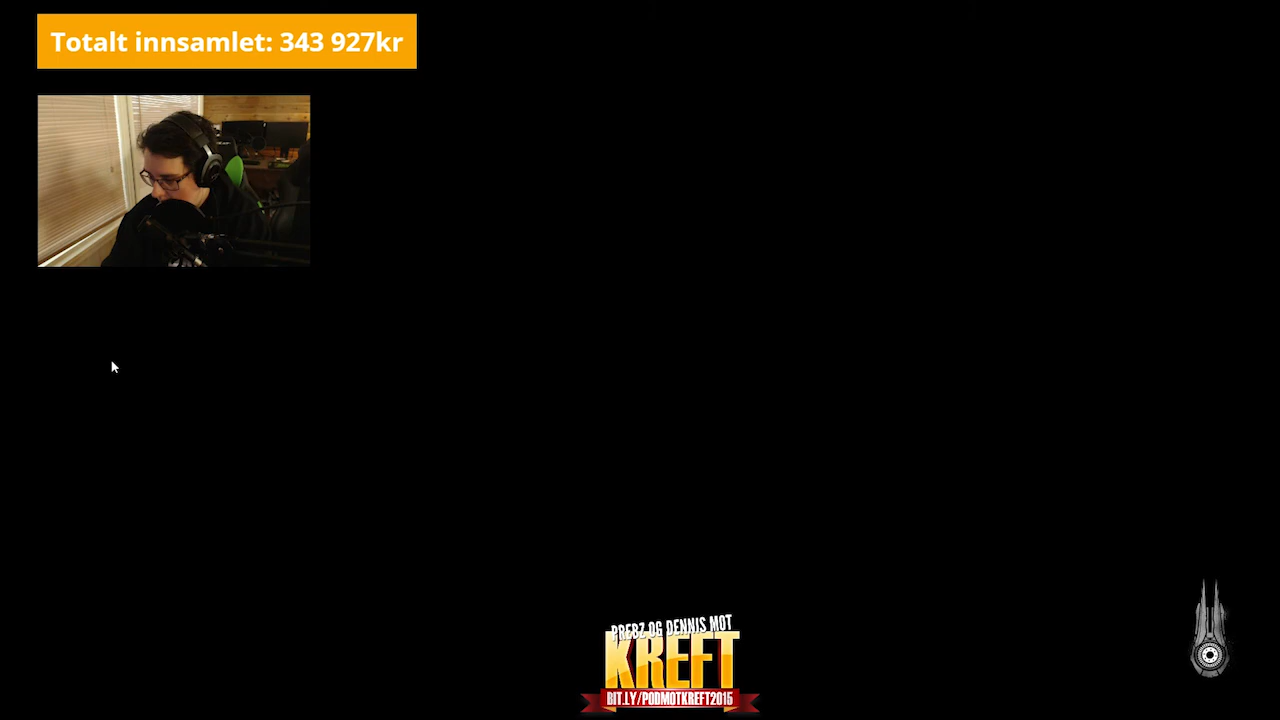 Totalt innsamlet: 343 927kr
PREBZ OG DENNIS MOT
KREFT
BIT.LY/PODMOTKREFT2015